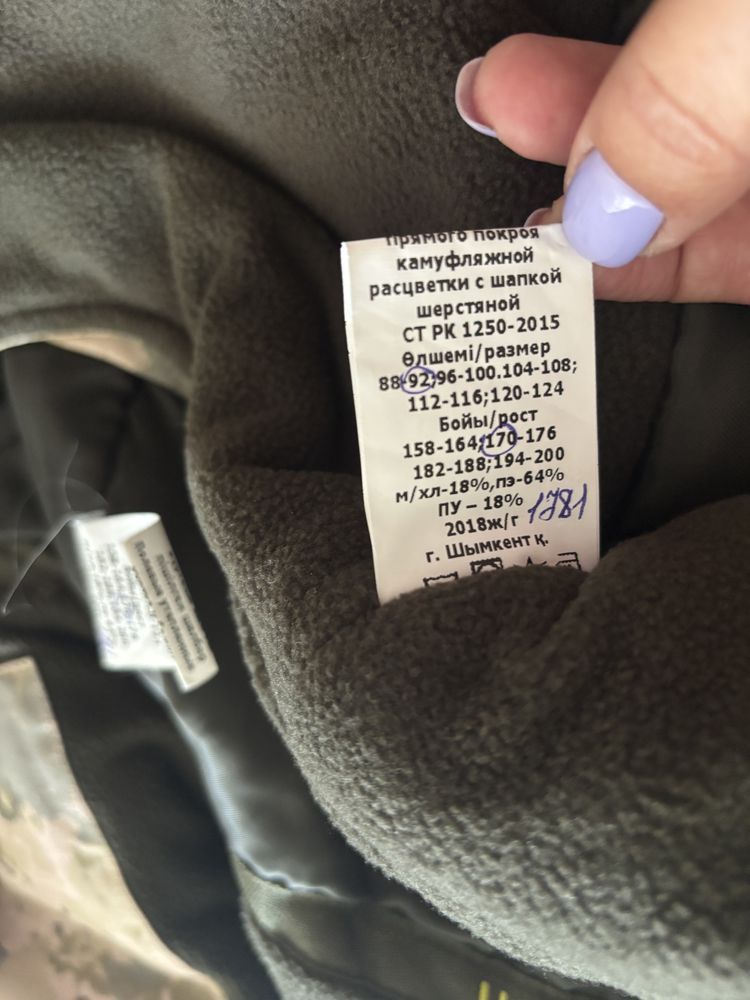 прямого покроя
камуфляжной
расцветки с шапкой
шерстяной
СТ РК 1250-2015
Өлшемі/размер
88-92;96-100.104-108;
112-116;120-124
Бойы/рост
158-164;170-176
182-188;194-200
м/хл-18%,пэ-64%
ПУ – 18% 1781
2018ж/г
г. Шымкент қ.